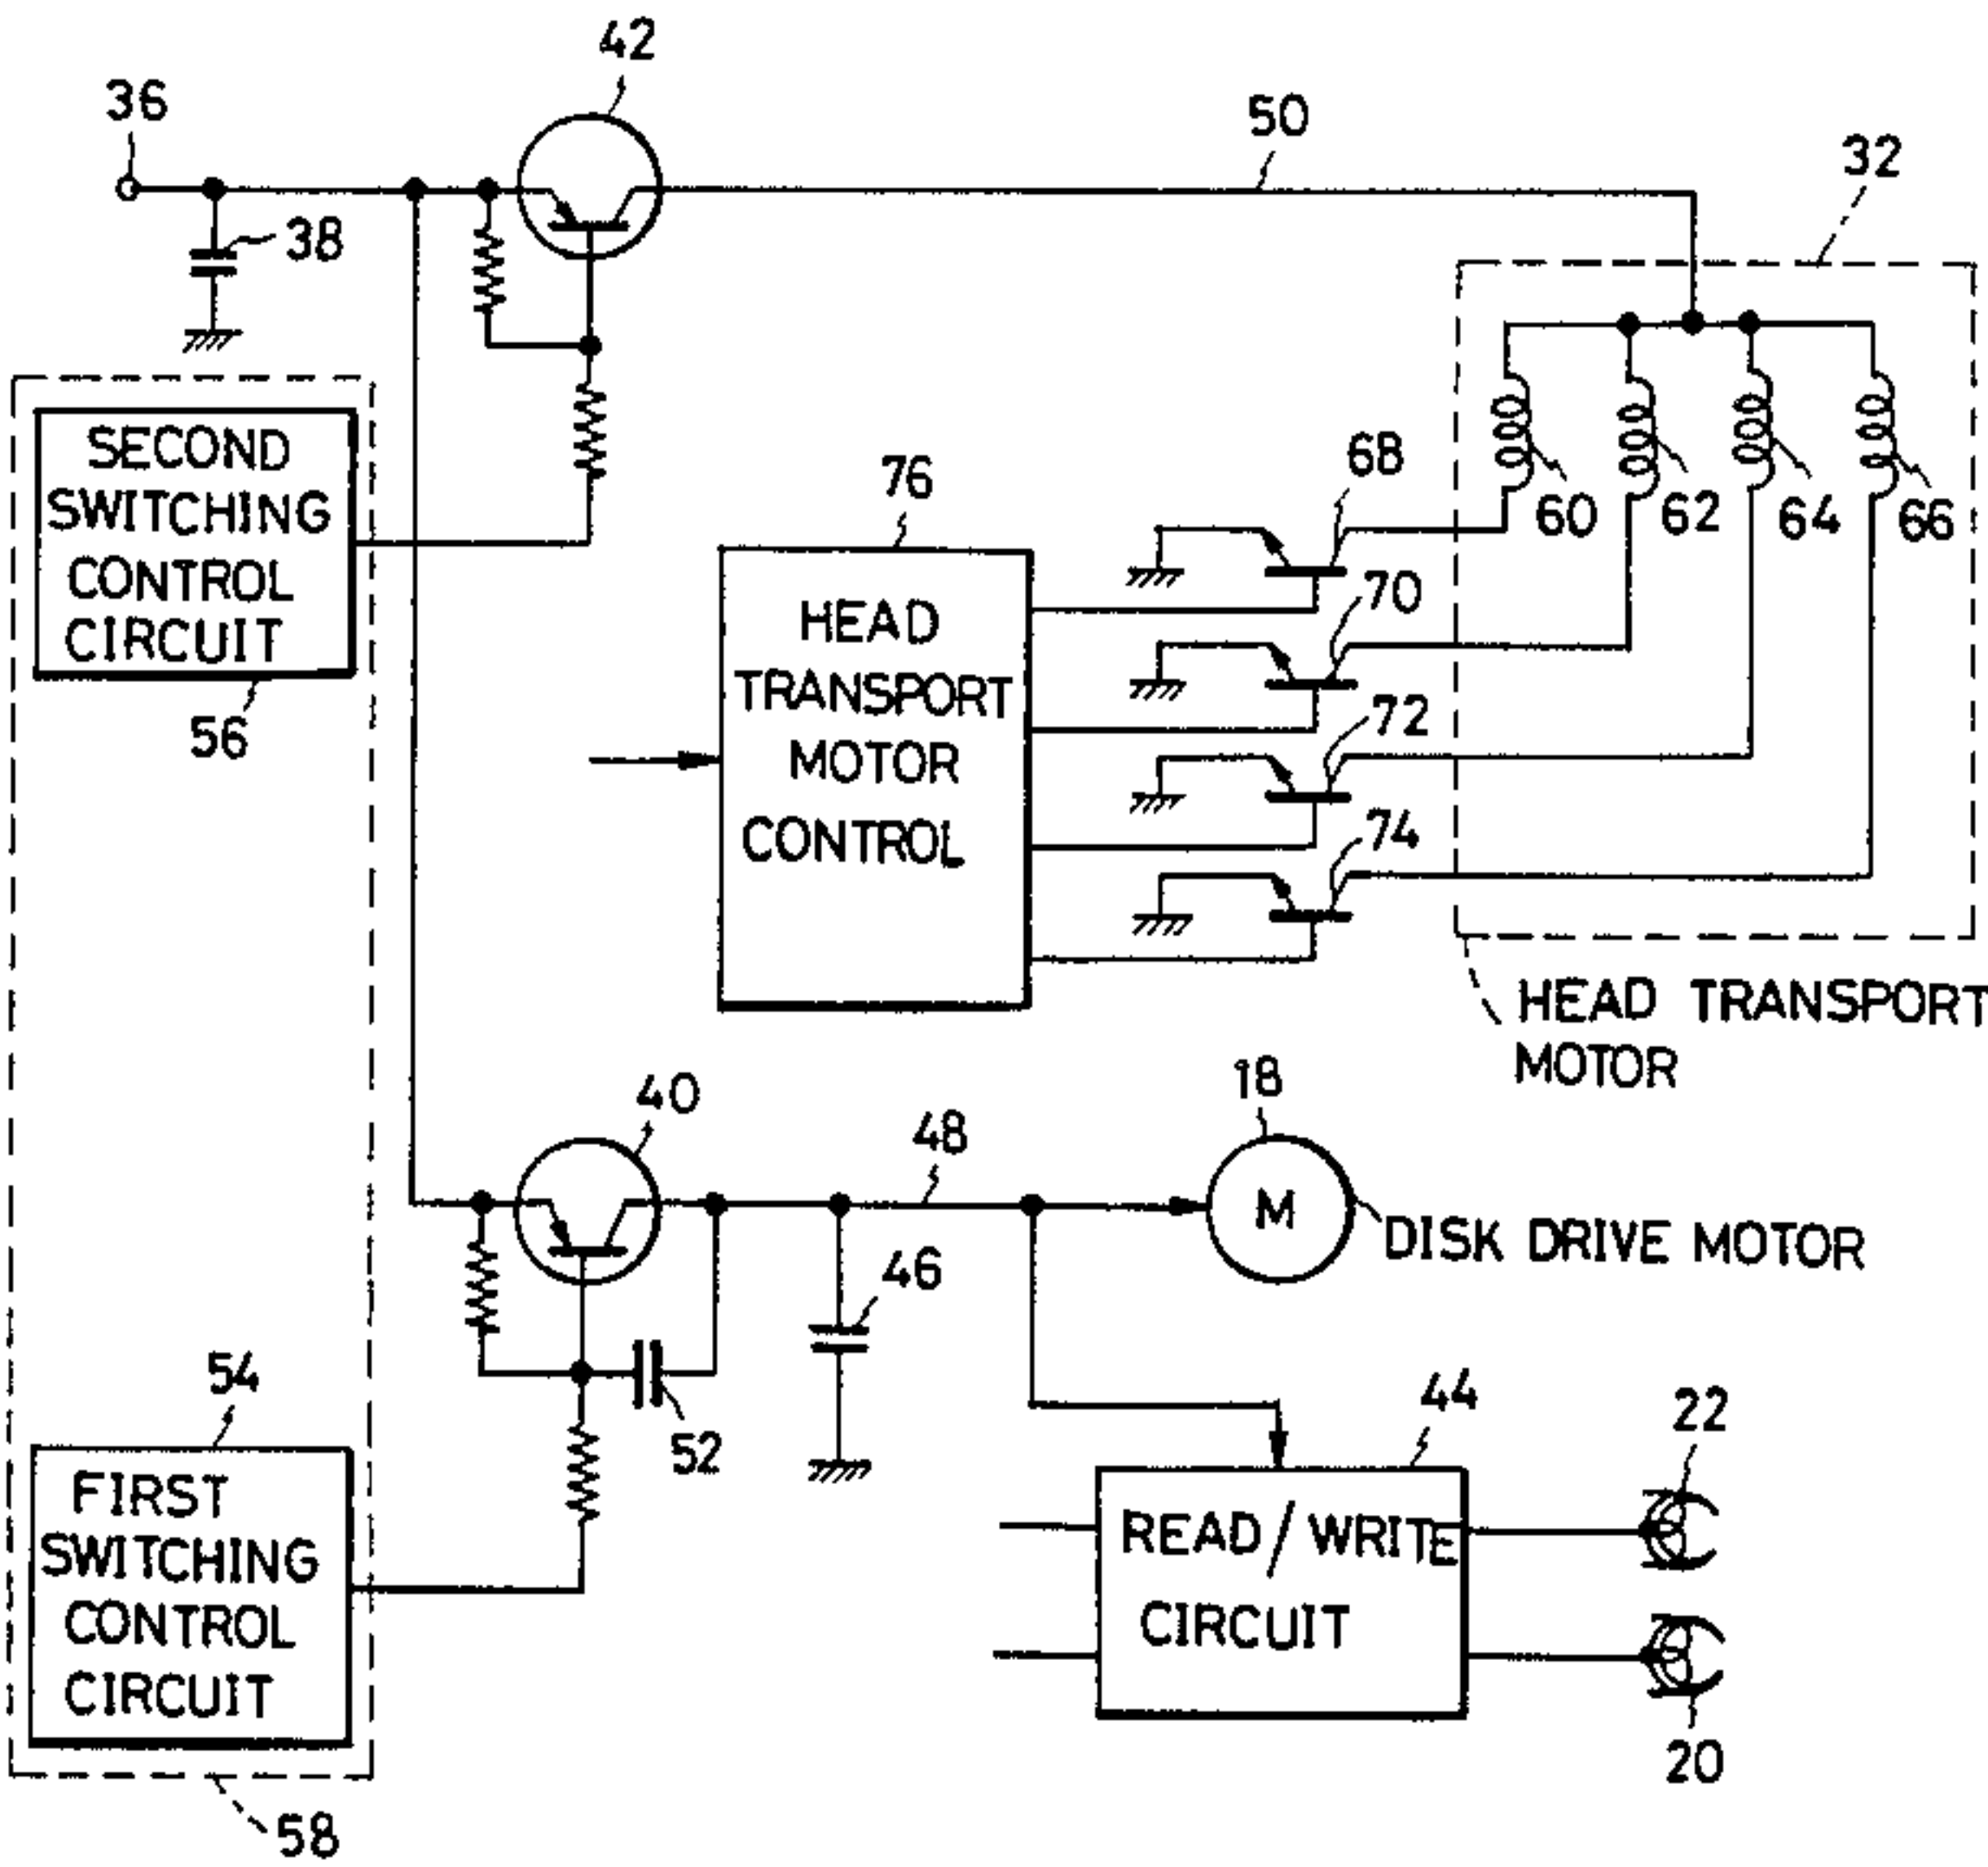 42
36
50
32
38
SECOND
SWITCHING
CONTROL
CIRCUIT
56
76
HEAD
TRANSPORT
MOTOR
CONTROL
68
70
72
74
60
62
64
66
HEAD TRANSPORT
MOTOR
40
48
18
M
DISK DRIVE MOTOR
46
52
54
FIRST
SWITCHING
CONTROL
CIRCUIT
58
44
READ/WRITE
CIRCUIT
22
20